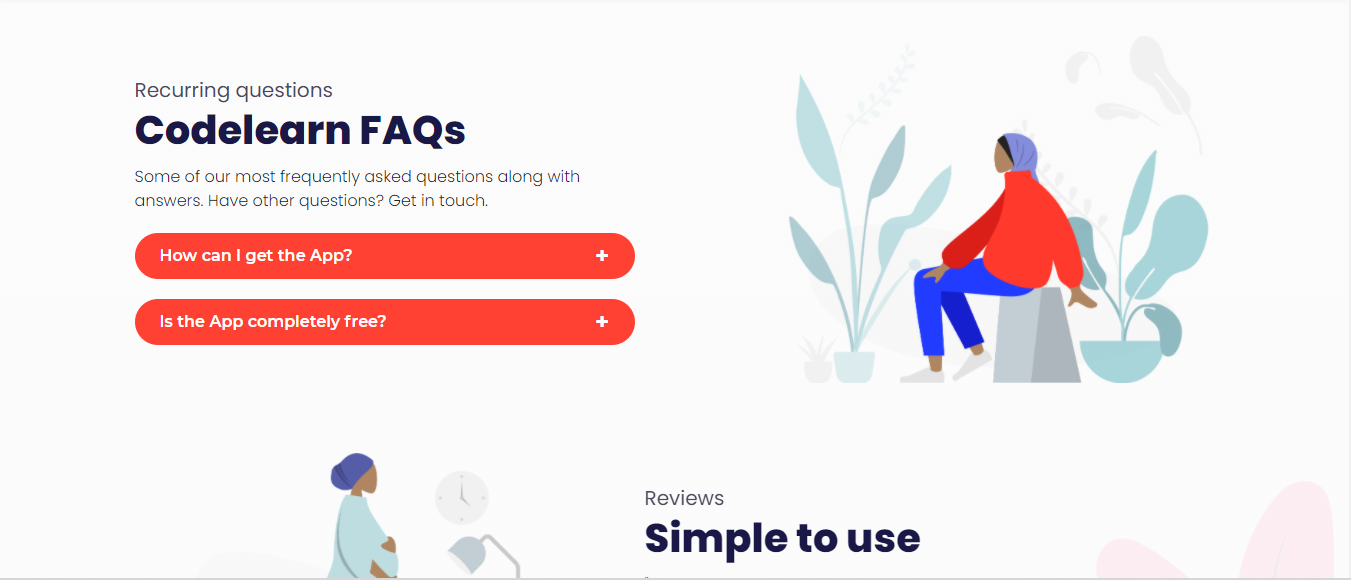 Recurring questions
Codelearn FAQs
Some of our most frequently asked questions along with
answers. Have other questions? Get in touch.
How can I get the App?
Is the App completely free?
Reviews
Simple to use